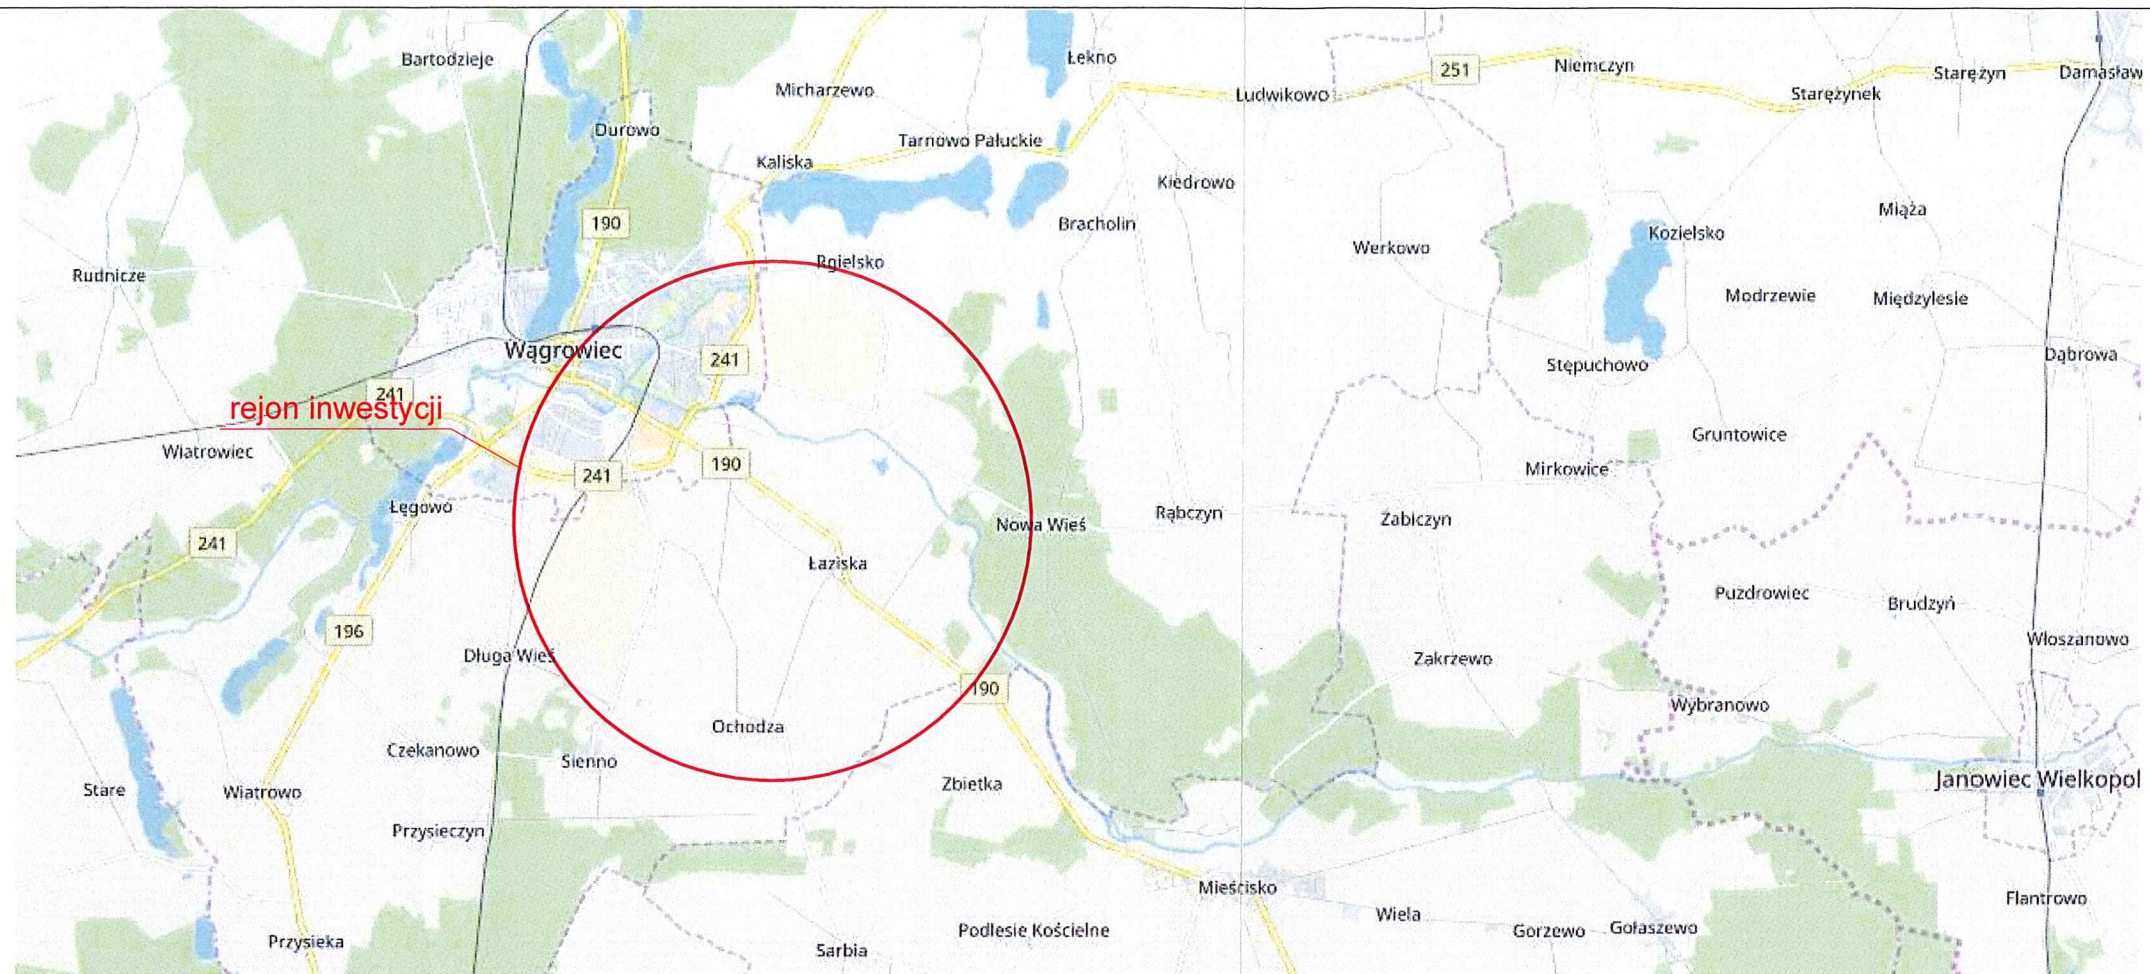 Bartodzieje
Łekno
251
Niemczyn
Starężyn
Damasław
Micharzewo
Ludwikowo
Starężynek
Durowo
Tarnowo Pałuckie
Kaliska
Kiedrowo
190
Bracholin
Miąża
Kozielsko
Werkowo
Rgielsko
Rudnicze
Modrzewie
Międzylesie
Wągrowiec
241
Stępuchowo
Dąbrowa
241
rejon inwestycji
Gruntowice
Wiatrowiec
190
Mirkowice
241
Łęgowo
Rąbczyn
Żabiczyn
Nowa Wieś
241
Łaziska
Puzdrowiec
Brudzyń
196
Włoszanowo
Długa Wieś
Zakrzewo
190
Wybranowo
Ochodza
Czekanowo
Sienno
Zbietka
Janowiec Wielkopol
Stare
Wiatrowo
Przysieczyn
Mieścisko
Flantrowo
Wiela
Podlesie Kościelne
Gorzewo
Gołaszewo
Przysieka
Sarbia